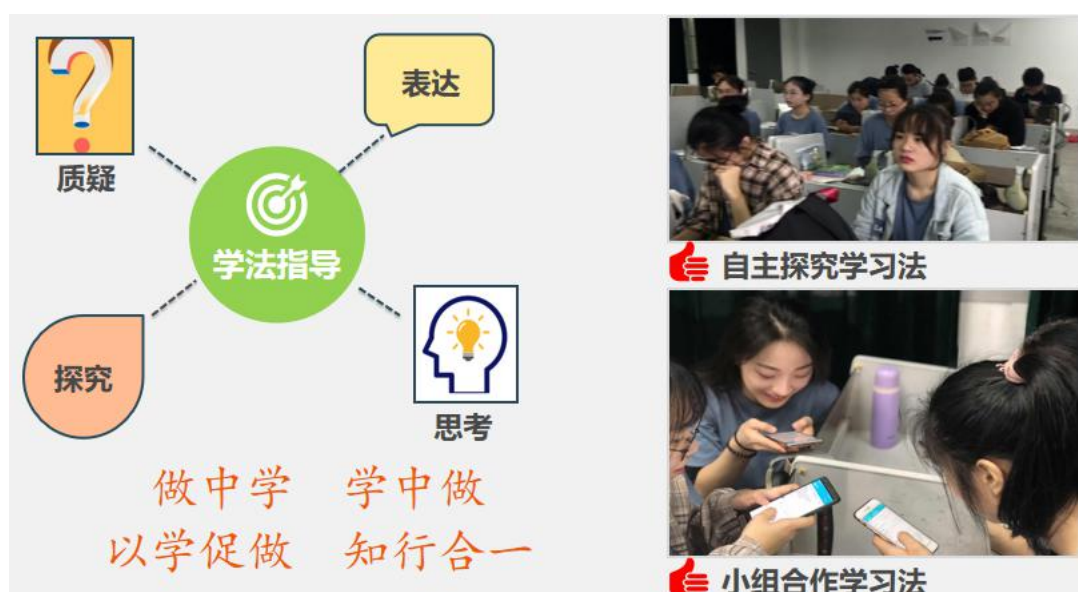 表达
质疑
学法指导
探究
思考
做中学 学中做
以学促做 知行合一
自主探究学习法
小组合作学习法